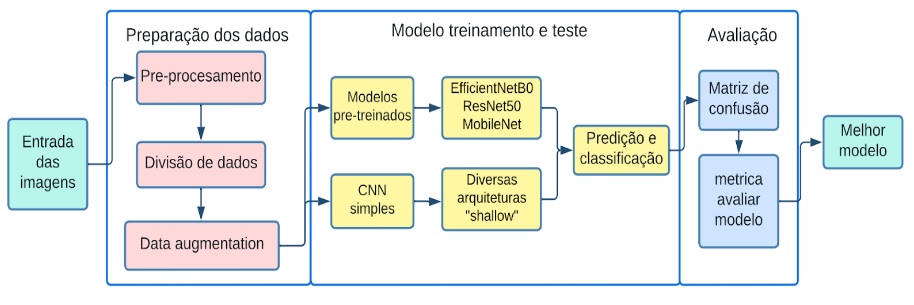 Preparação dos dados
Modelo treinamento e teste
Avaliação
Entrada
das
imagens
Pre-procesamento
Divisão de dados
Data augmentation
Modelos
pre-treinados
EfficientNetB0
ResNet50
MobileNet
CNN
simples
Diversas
arquiteturas
"shallow"
Predição e
classificação
Matriz de
confusão
metrica
avaliar
modelo
Melhor
modelo